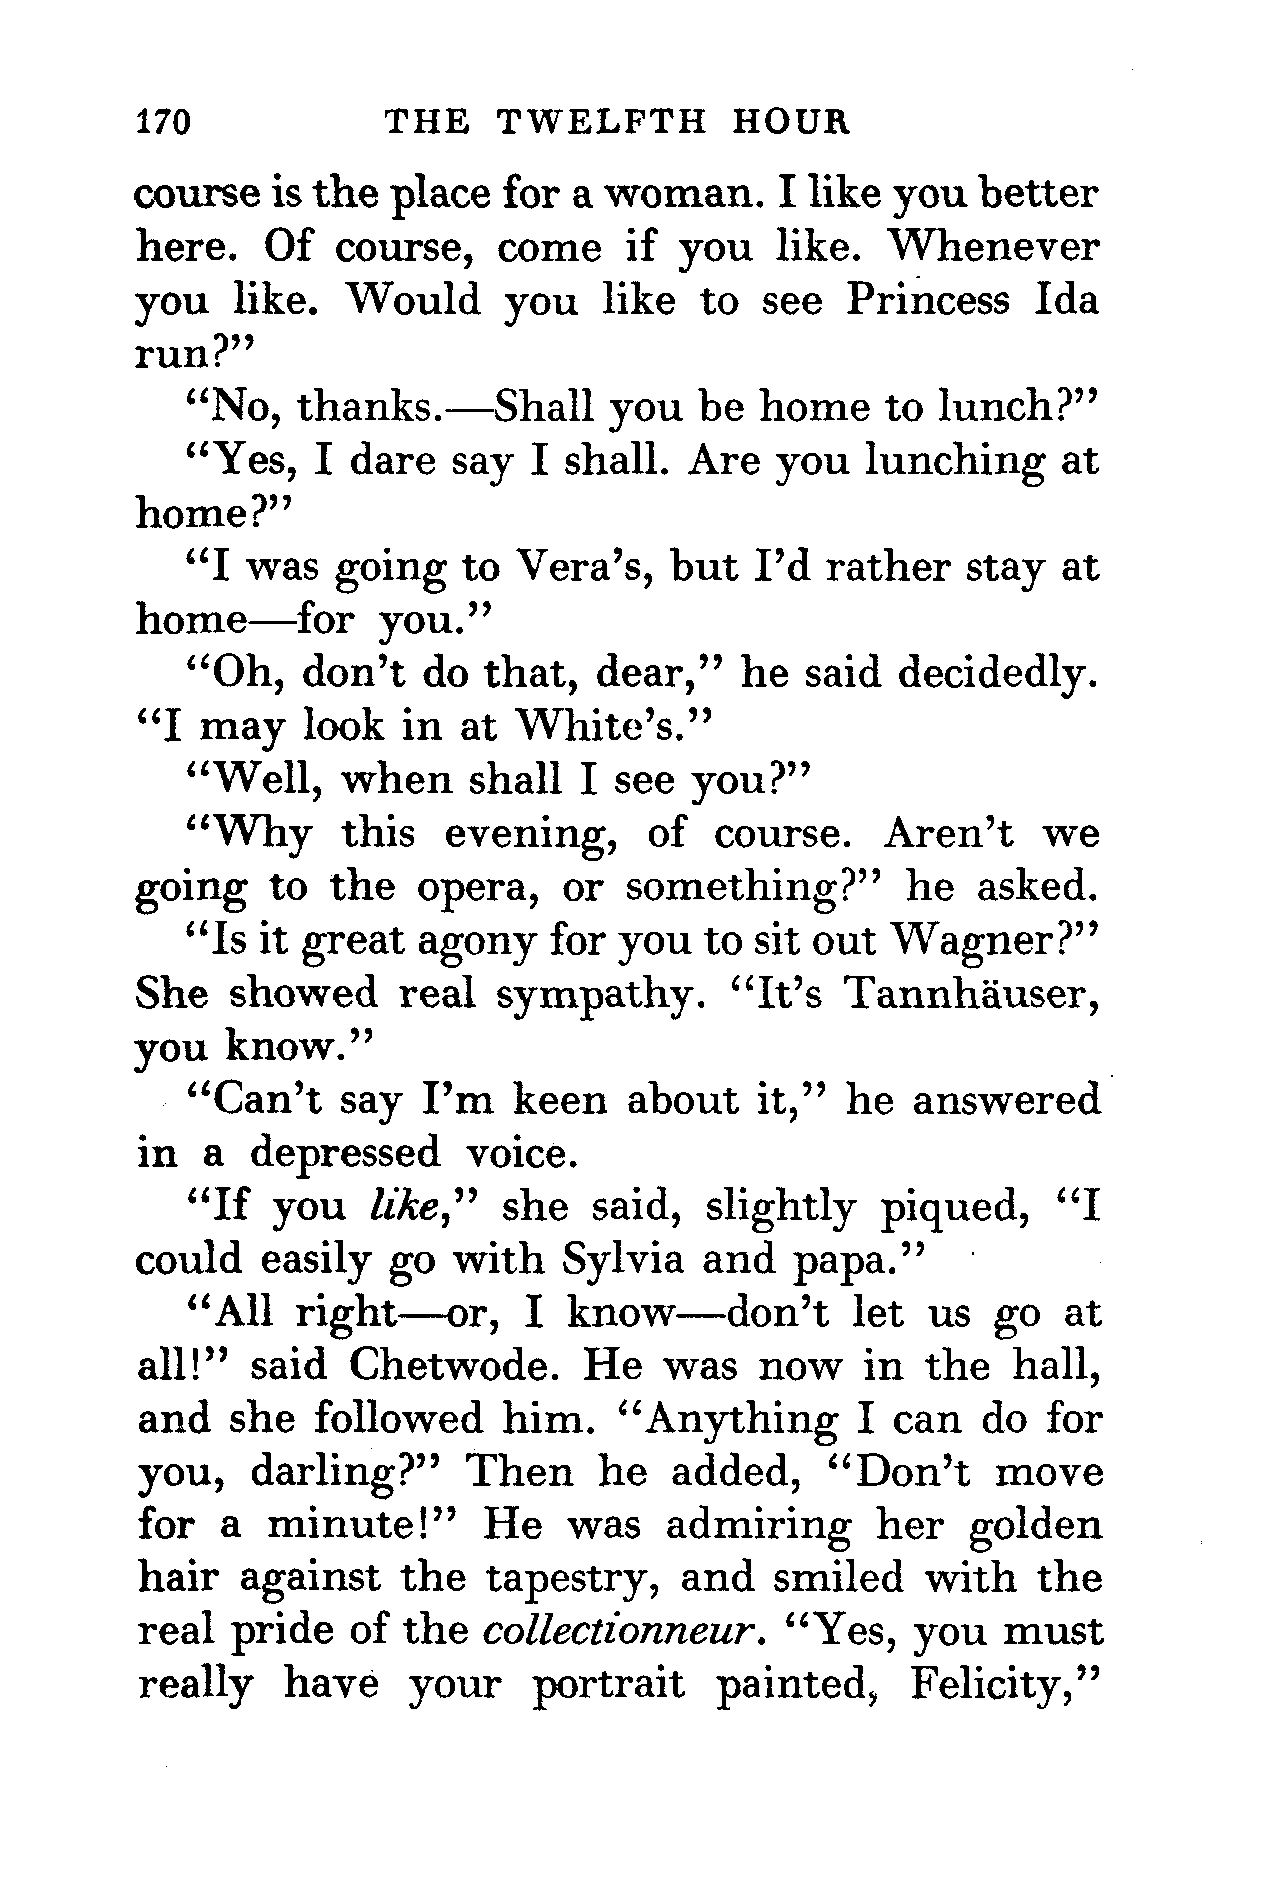 170 THE TWELFTH HOUR
course is the place for a woman. I like you better
here. Of course, come if you like. Whenever
you like. Would you like to see Princess Ida
run?"
"No, thanks.—Shall you be home to lunch?"
"Yes, I dare say I shall. Are you lunching at
home?"
"I was going to Vera's, but I'd rather stay at
home—for you."
"Oh, don't do that, dear," he said decidedly.
"I may look in at White's."
"Well, when shall I see you?"
"Why this evening, of course. Aren't we
going to the opera, or something?" he asked.
"Is it great agony for you to sit out Wagner?"
She showed real sympathy. "It's Tannhäuser,
you know."
"Can't say I'm keen about it," he answered
in a depressed voice.
"If you like," she said, slightly piqued, "I
could easily go with Sylvia and papa."
"All right—or, I know—don't let us go at
all!" said Chetwode. He was now in the hall,
and she followed him. "Anything I can do for
you, darling?" Then he added, "Don't move
for a minute!" He was admiring her golden
hair against the tapestry, and smiled with the
real pride of the collectionneur. "Yes, you must
really have your portrait painted, Felicity,"